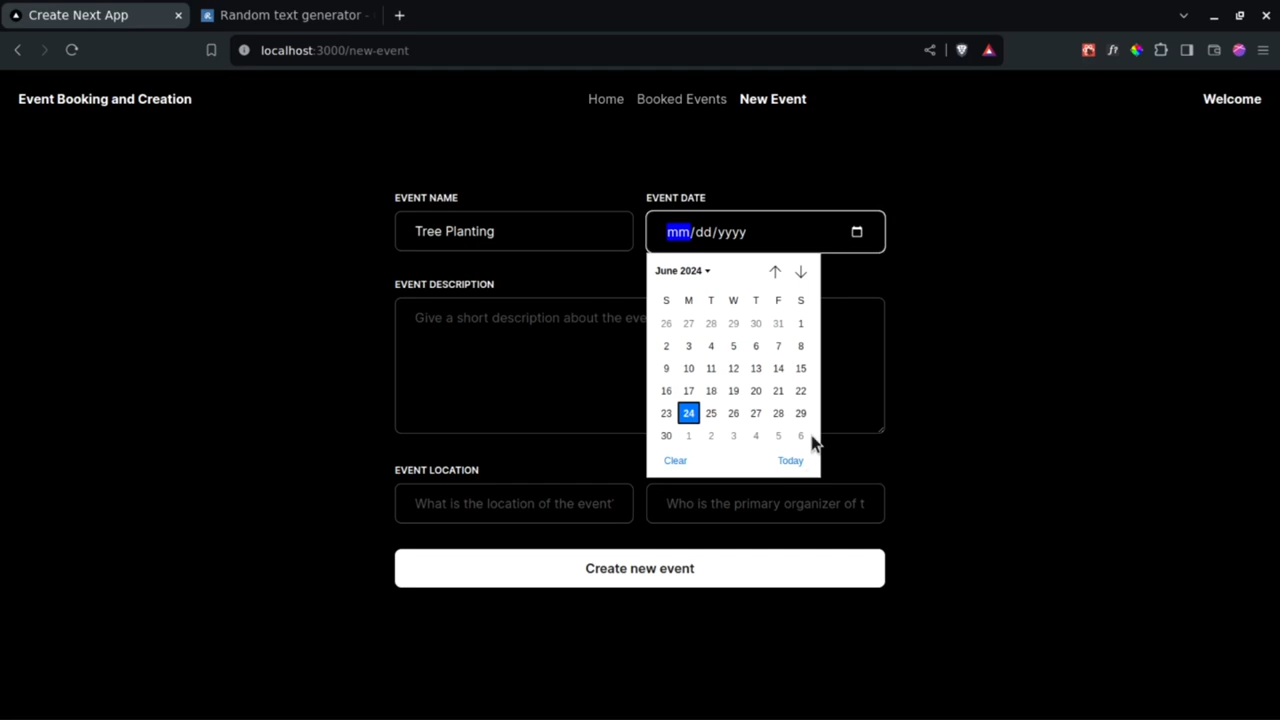 Create Next App
Random text generator -
localhost:3000/new-event
Event Booking and Creation
Home Booked Events New Event
Welcome
EVENT NAME
EVENT DATE
Tree Planting
mm/dd/yyyy
June 2024
S M T W T F S
26 27 28 29 30 31 1
2 3 4 5 6 7 8
9 10 11 12 13 14 15
16 17 18 19 20 21 22
23 24 25 26 27 28 29
30 1 2 3 4 5 6
Clear Today
EVENT DESCRIPTION
Give a short description about the eve
EVENT LOCATION
What is the location of the event
Who is the primary organizer of t
Create new event